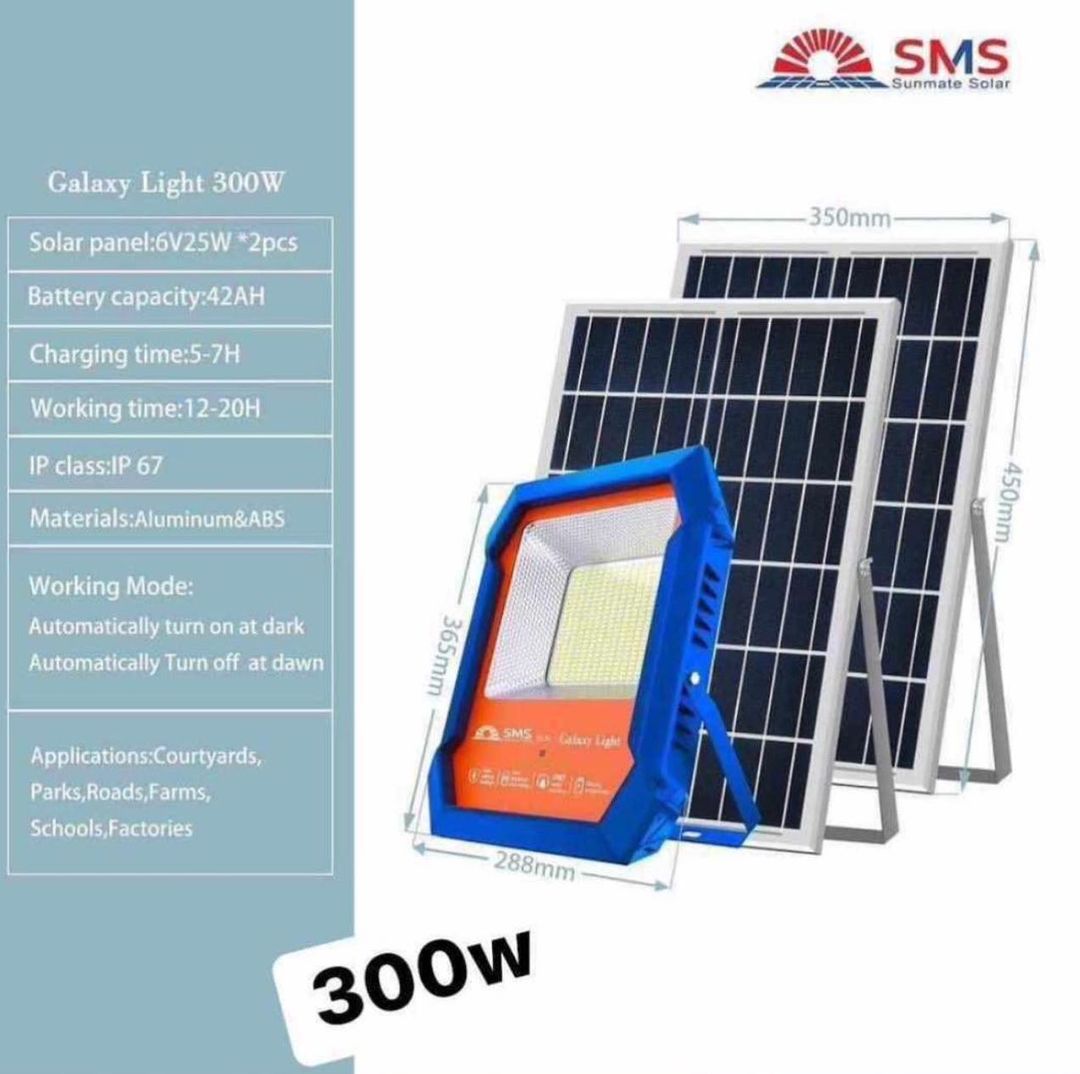 SMS
Sunmate Solar
Galaxy Light 300W
Solar panel:6V25W *2pcs
Battery capacity:42AH
Charging time:5-7H
Working time:12-20H
IP class:IP 67
Materials:Aluminum&ABS
Working Mode:
Automatically turn on at dark
Automatically Turn off at dawn
Applications:Courtyards,
Parks,Roads,Farms,
Schools,Factories
350mm
450mm
365mm
SMS Galaxy Light
288mm
300w